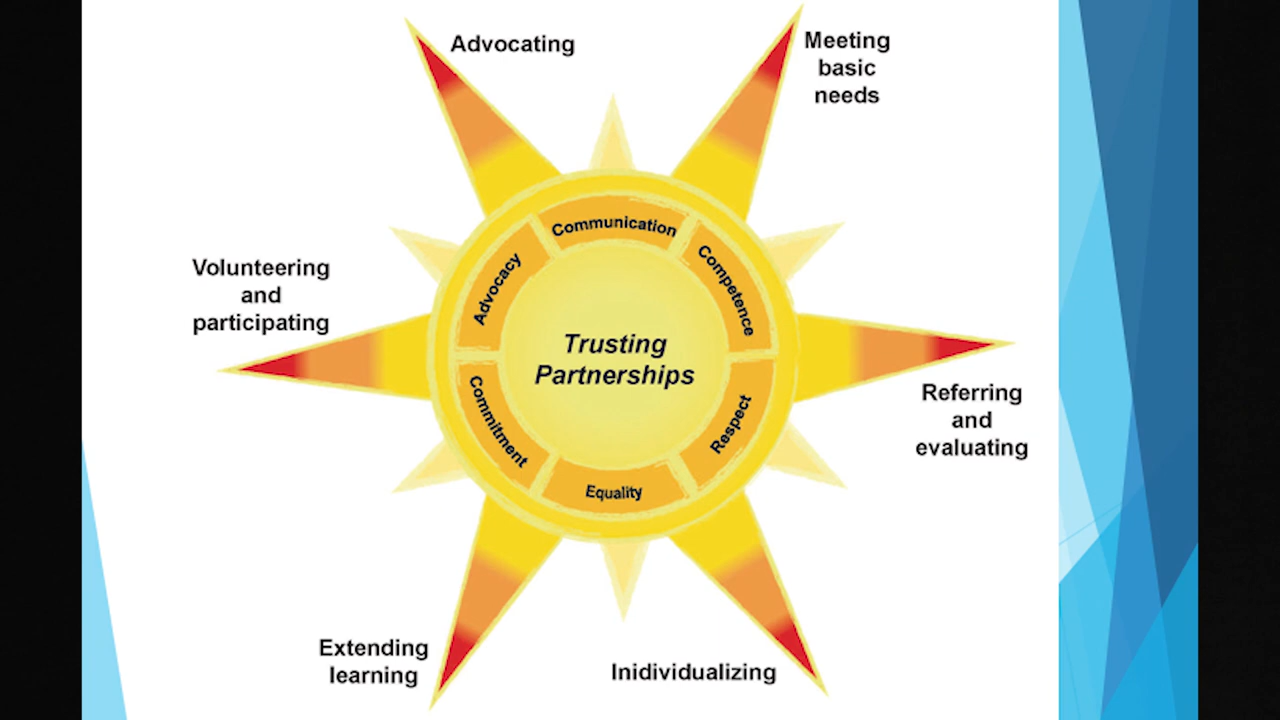 Advocating
Meeting
basic
needs
Communication
Advocacy
Competence
Volunteering
and
participating
Trusting
Partnerships
Referring
and
evaluating
Commitment
Respect
Equality
Extending
learning
Inidividualizing